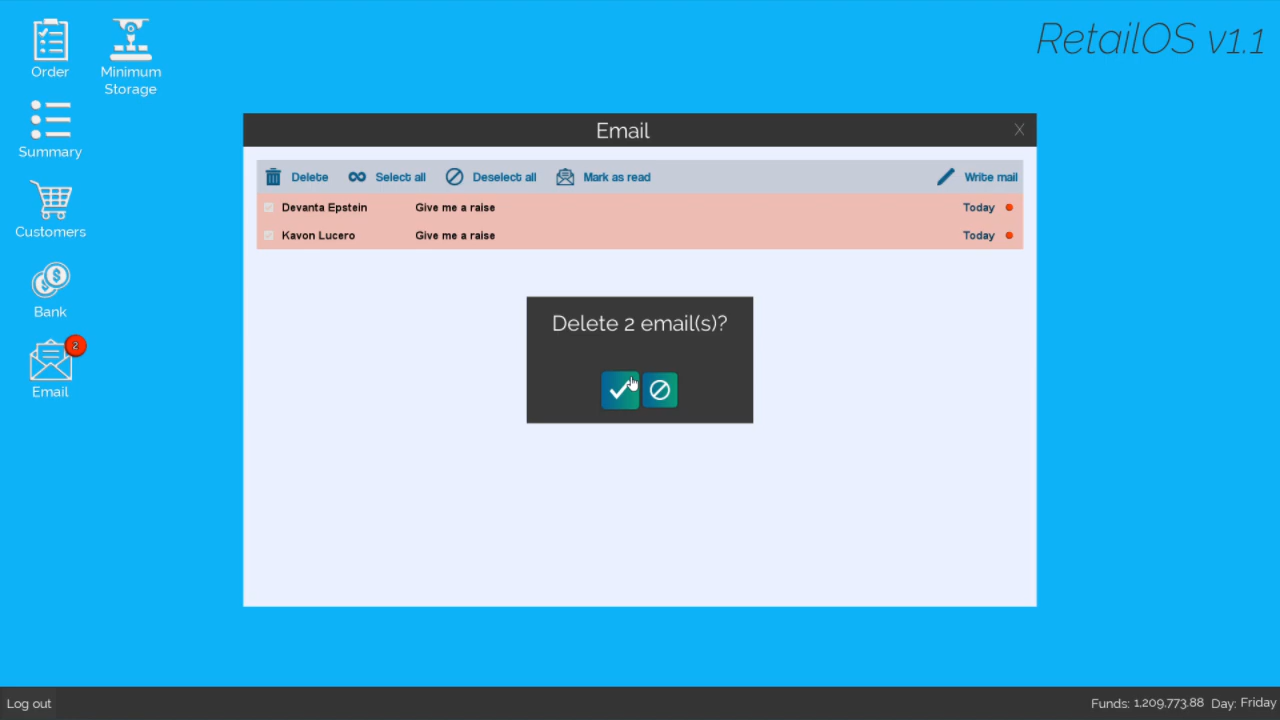 RetailOS v1.1
Order
Minimum
Storage
Summary
Customers
Bank
2
Email
Email
X
Delete
Select all
Deselect all
Mark as read
Write mail
Devanta Epstein Give me a raise Today
Kavon Lucero Give me a raise Today
Delete 2 email(s)?
Log out
Funds: 1,209,773.88 Day: Friday